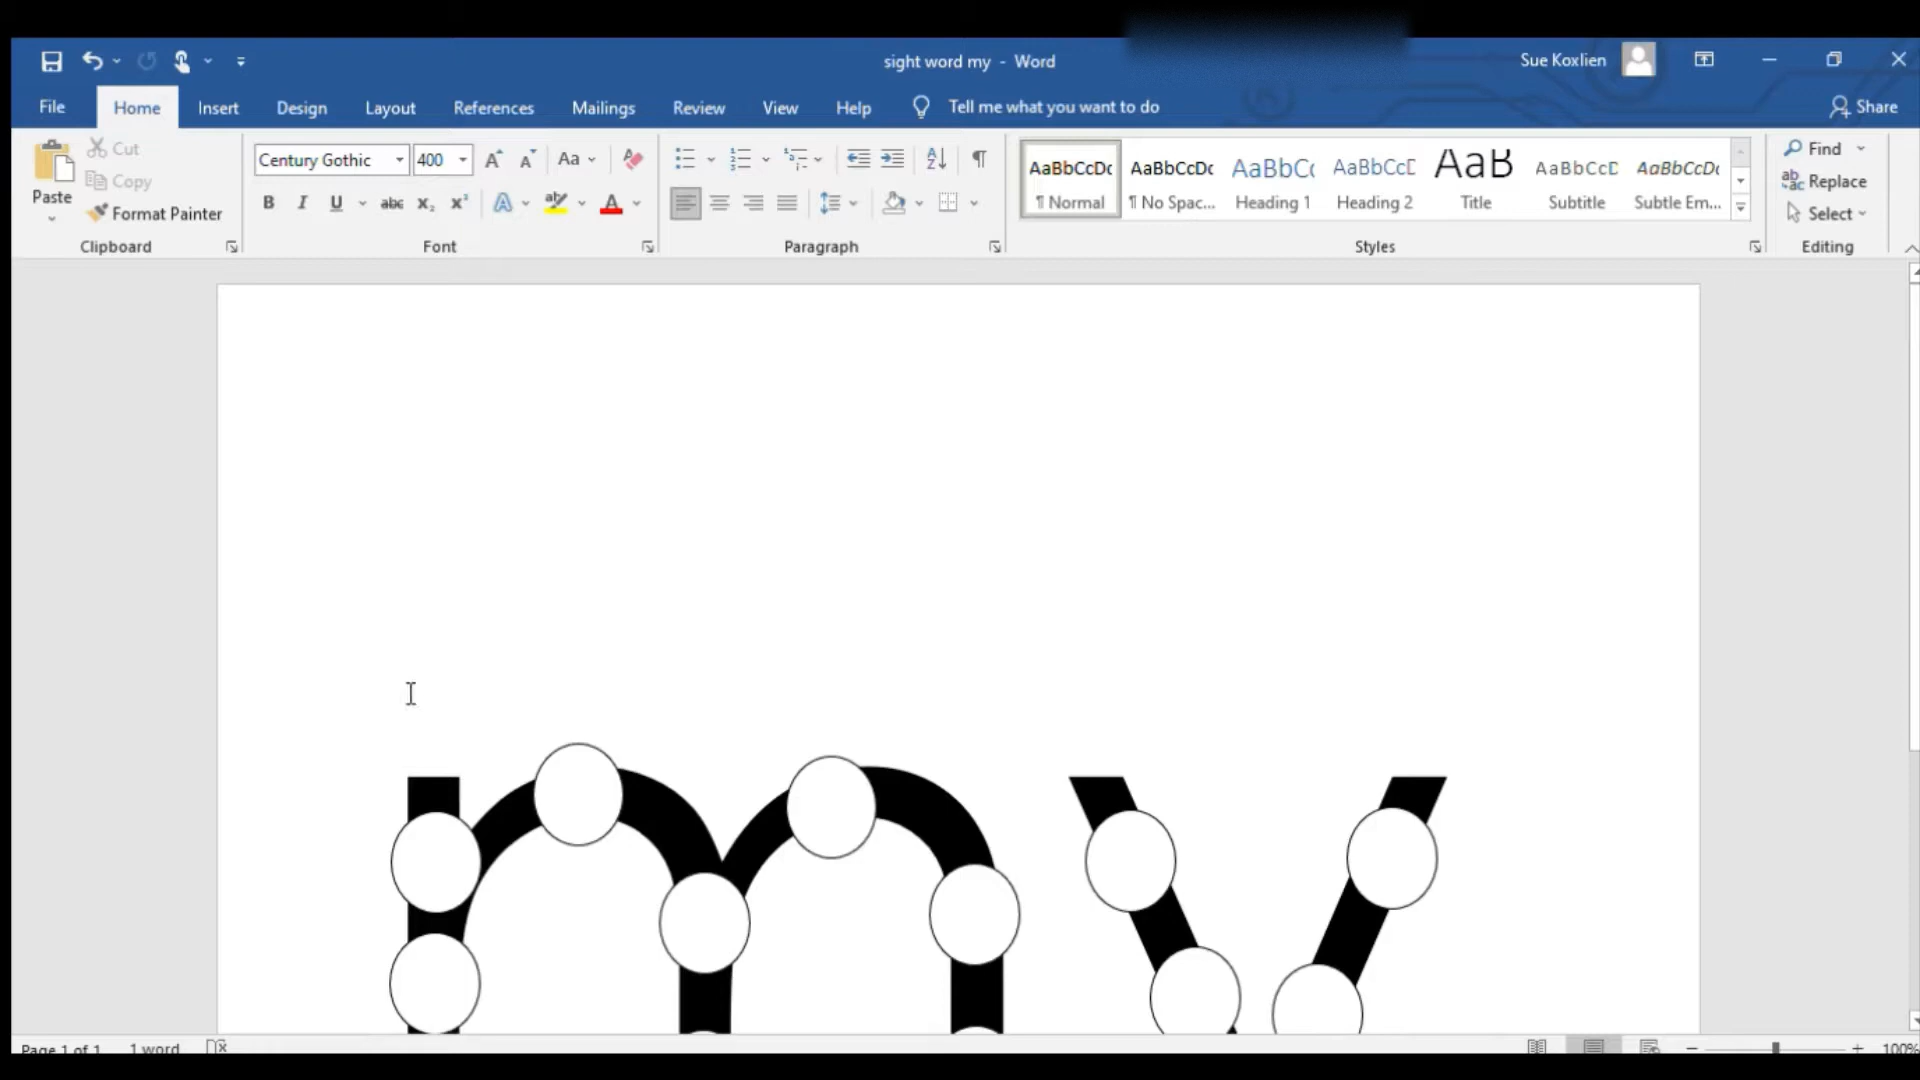 sight word my - Word
Sue Koxlien
File Home Insert Design Layout References Mailings Review View Help Tell me what you want to do Share
Paste
Cut
Copy
Format Painter
Clipboard
Century Gothic 400
Font
Paragraph
AaBbCcDc AaBbCcDc AaBbCc AaBbCcD AaB AaBbCcD AaBbCcDc
¶ Normal ¶ No Spac... Heading 1 Heading 2 Title Subtitle Subtle Em...
Styles
Find
Replace
Select
Editing
my
Page 1 of 1 1 word
100%